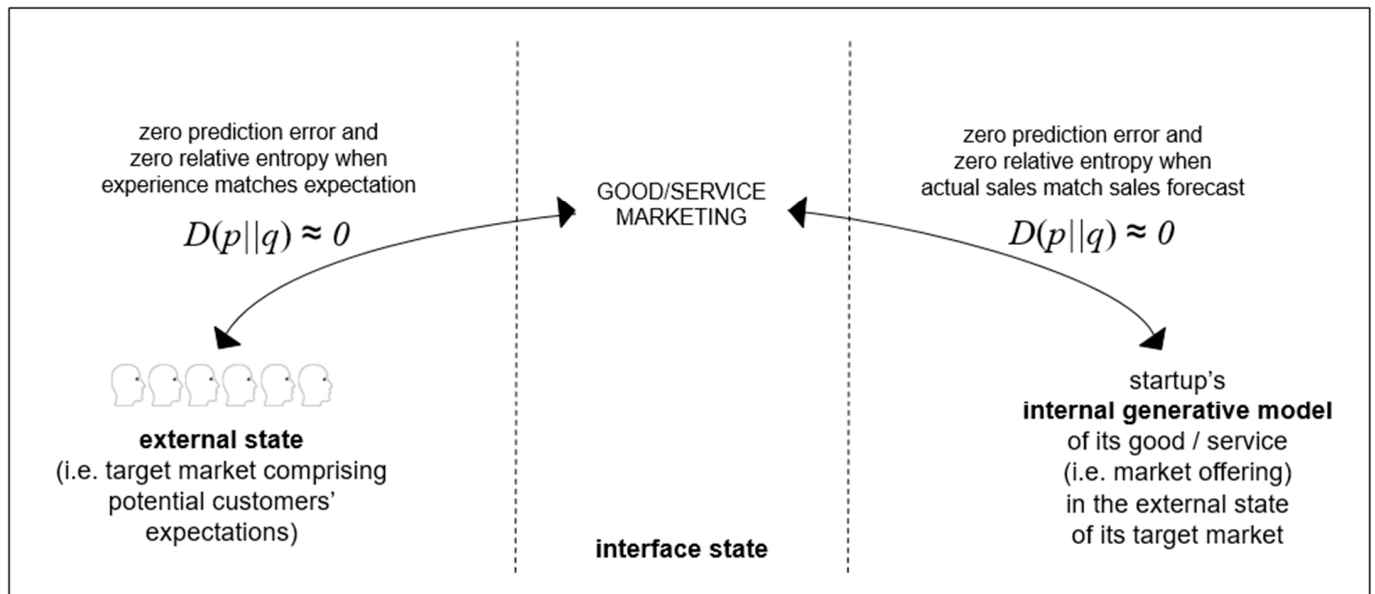 zero prediction error and
zero relative entropy when
experience matches expectation
D(p||q) ≈ 0
GOOD/SERVICE
MARKETING
zero prediction error and
zero relative entropy when
actual sales match sales forecast
D(p||q) ≈ 0
external state
(i.e. target market comprising
potential customers’
expectations)
interface state
startup’s
internal generative model
of its good / service
(i.e. market offering)
in the external state
of its target market